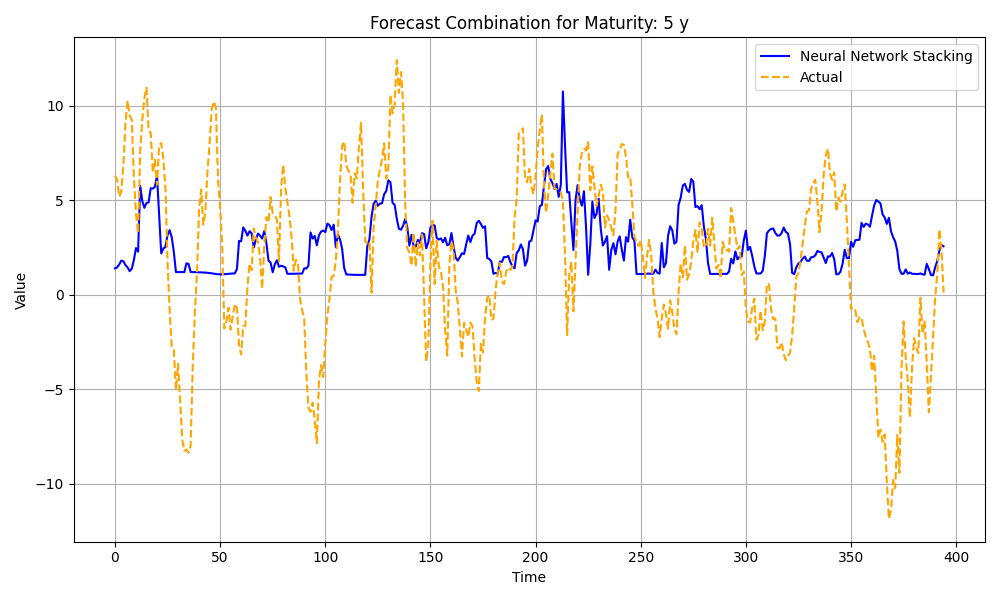 Forecast Combination for Maturity: 5 y
Neural Network Stacking
Actual
Value
10
5
0
−5
−10
0 50 100 150 200 250 300 350 400
Time